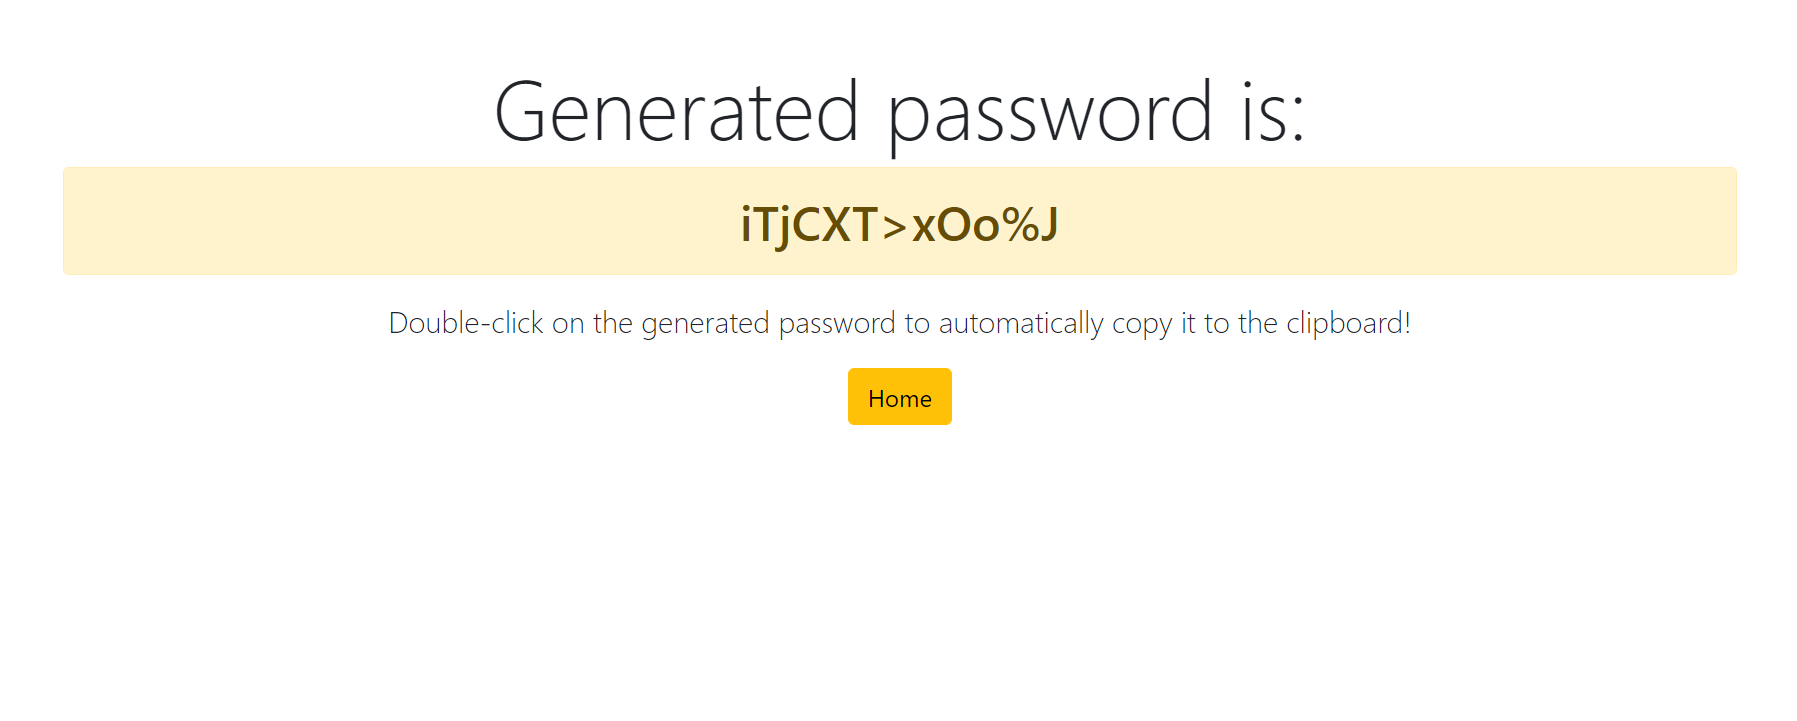 Generated password is:
iTjCXT>xOo%J
Double-click on the generated password to automatically copy it to the clipboard!
Home